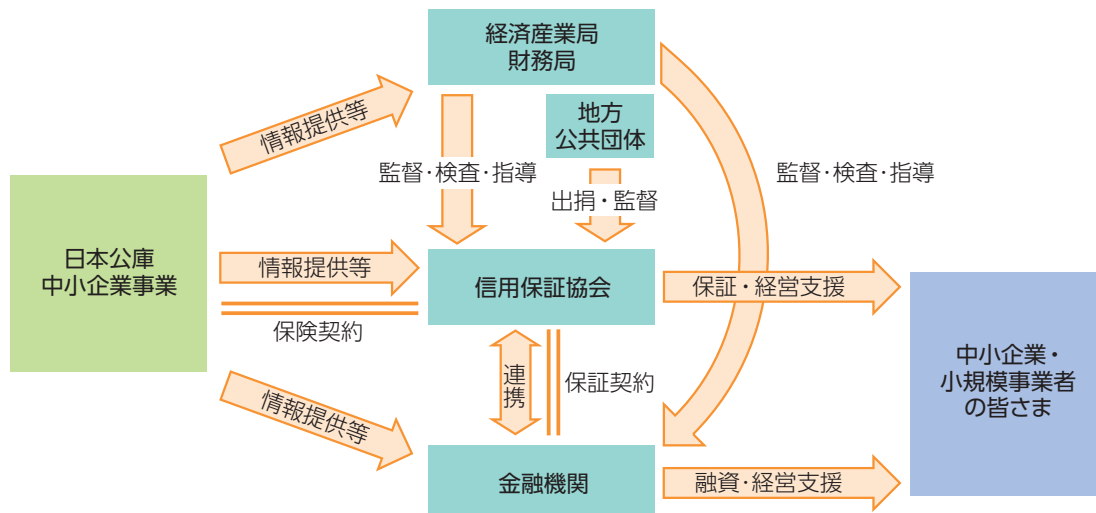 経済産業局
財務局
地方
公共団体
情報提供等
監督・検査・指導
監督・検査・指導
出捐・監督
日本公庫
中小企業事業
情報提供等
信用保証協会
保証・経営支援
保険契約
連携
保証契約
中小企業・
小規模事業者
の皆さま
情報提供等
金融機関
融資・経営支援